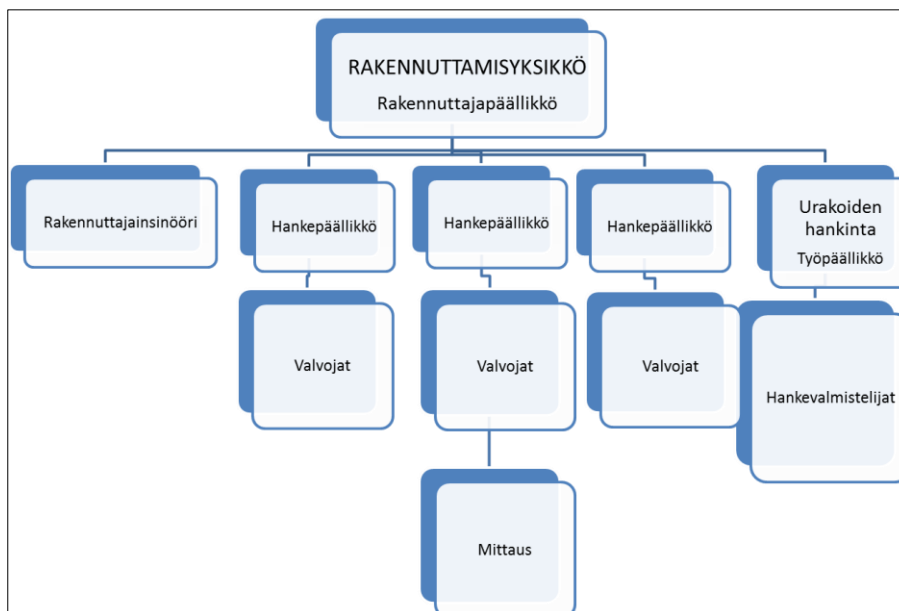 RAKENNUTTAMISYKSIKKÖ
Rakennuttajapäällikkö
Rakennuttajainsinööri
Hankepäällikkö
Hankepäällikkö
Hankepäällikkö
Urakoiden
hankinta
Työpäällikkö
Valvojat
Valvojat
Valvojat
Hankevalmistelijat
Mittaus